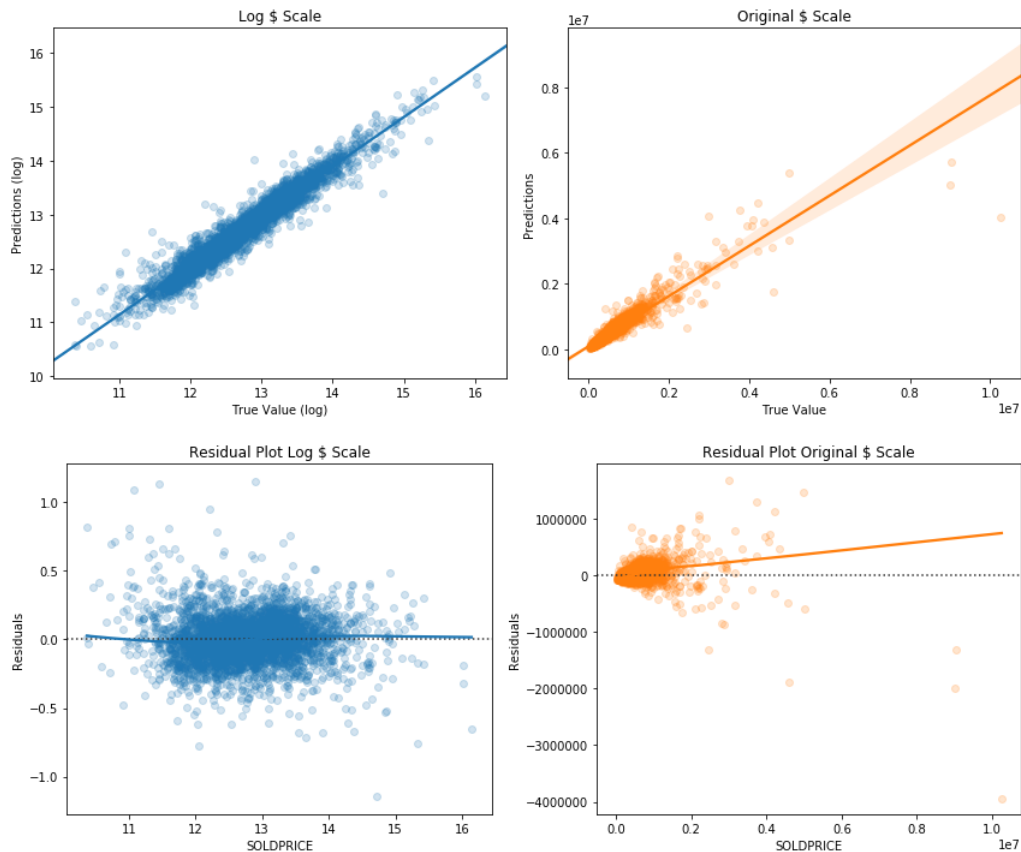 Log $ Scale
16
15
14
13
12
11
10
Predictions (log)
11 12 13 14 15 16
True Value (log)
Original $ Scale
1e7
0.8
0.6
0.4
0.2
0.0
Predictions
0.0 0.2 0.4 0.6 0.8 1.0
1e7
True Value
Residual Plot Log $ Scale
1.0
0.5
0.0
−0.5
−1.0
Residuals
11 12 13 14 15 16
SOLDPRICE
Residual Plot Original $ Scale
1000000
0
−1000000
−2000000
−3000000
−4000000
Residuals
0.0 0.2 0.4 0.6 0.8 1.0
1e7
SOLDPRICE